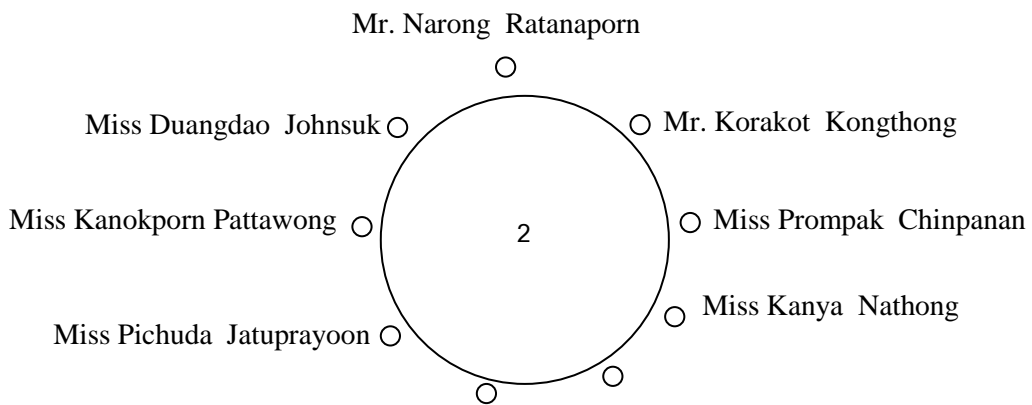 Mr. Narong Ratanaporn
Miss Duangdao Johnsuk
Mr. Korakot Kongthong
Miss Kanokporn Pattawong
2
Miss Prompak Chinpanan
Miss Kanya Nathong
Miss Pichuda Jatuprayoon